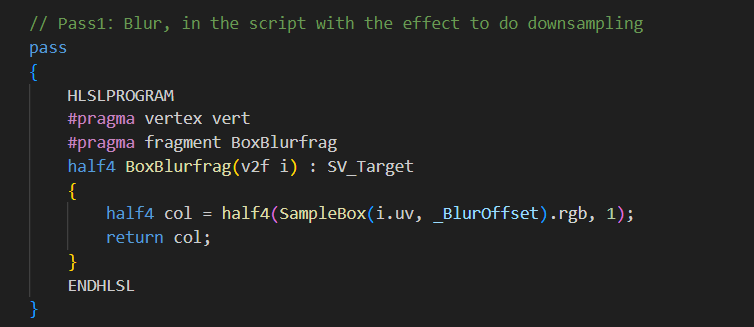 // Pass1: Blur, in the script with the effect to do downsampling
pass
{
HLSLPROGRAM
#pragma vertex vert
#pragma fragment BoxBlurfrag
half4 BoxBlurfrag(v2f i) : SV_Target
{
half4 col = half4(SampleBox(i.uv, _BlurOffset).rgb, 1);
return col;
}
ENDHLSL
}